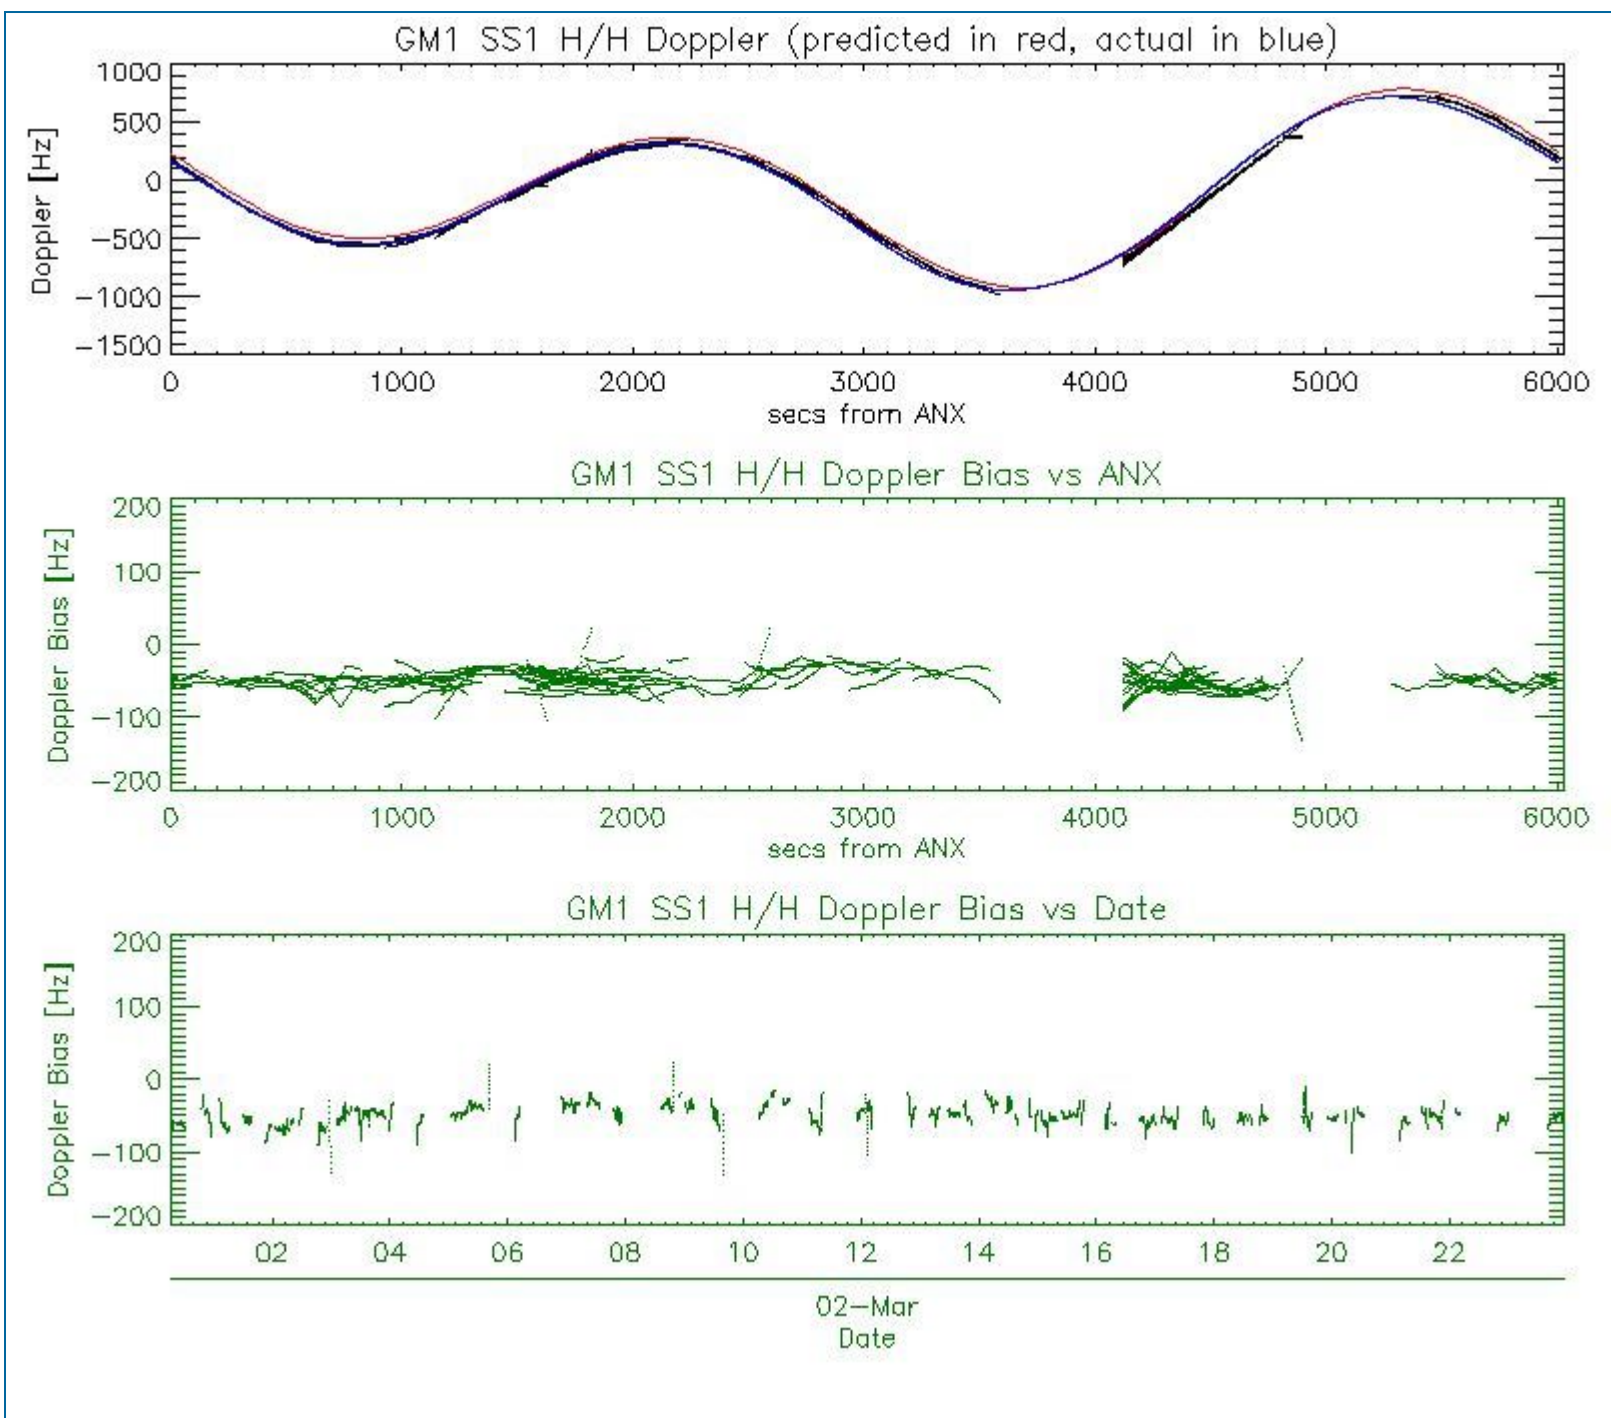 GM1 SS1 H/H Doppler (predicted in red, actual in blue)
Doppler [Hz]
1000
500
0
−500
−1000
−1500
0 1000 2000 3000 4000 5000 6000
secs from ANX
GM1 SS1 H/H Doppler Bias vs ANX
Doppler Bias [Hz]
200
100
0
−100
−200
0 1000 2000 3000 4000 5000 6000
secs from ANX
GM1 SS1 H/H Doppler Bias vs Date
Doppler Bias [Hz]
200
100
0
−100
−200
02 04 06 08 10 12 14 16 18 20 22
02−Mar
Date